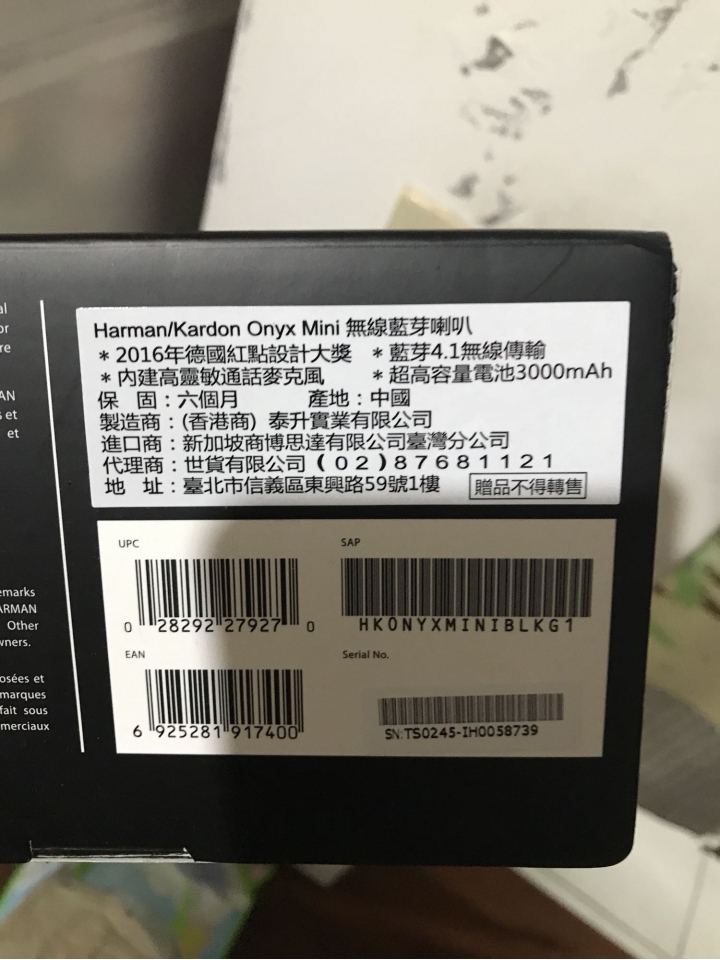 al
or
re
AN
s et
et
emarks
ARMAN
Other
wners.
osées et
marques
fait sous
merciaux
Harman/Kardon Onyx Mini 無線藍芽喇叭
* 2016年德國紅點設計大獎 * 藍芽4.1無線傳輸
* 內建高靈敏通話麥克風 * 超高容量電池3000mAh
保 固：六個月 產地：中國
製造商：(香港商) 泰升實業有限公司
進口商：新加坡商博思達有限公司臺灣分公司
代理商：世貨有限公司(02)87681121
地 址：臺北市信義區東興路59號1樓 贈品不得轉售
UPC
0 28292 27927 0
SAP
HKONYXMINIBLKG1
EAN
6 925281 917400
Serial No.
SN:TS0245-IH0058739